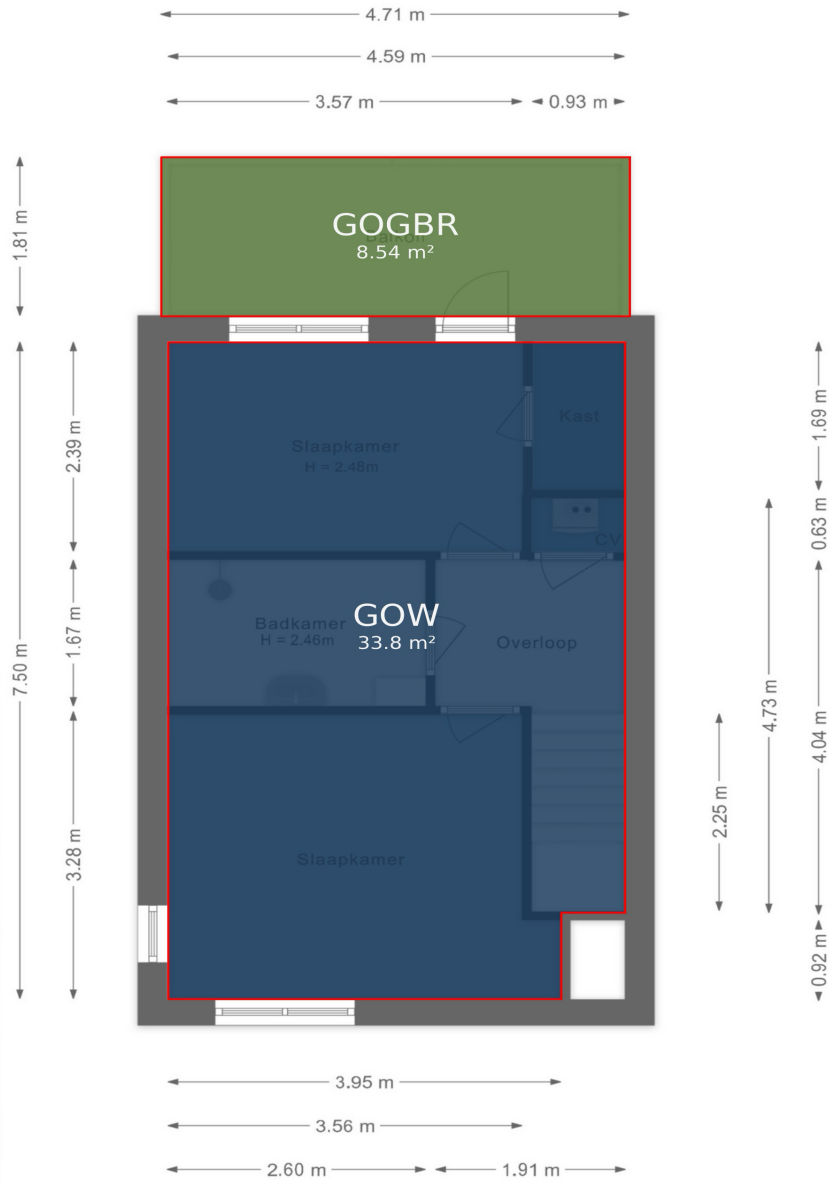 4.71 m
4.59 m
3.57 m
0.93 m
1.81 m
GOGBR
Balkon
8.54 m²
7.50 m
2.39 m
1.67 m
3.28 m
Slaapkamer
H = 2.48m
Kast
CV
Badkamer
H = 2.46m
GOW
33.8 m²
Overloop
Slaapkamer
1.69 m
0.63 m
4.73 m
4.04 m
2.25 m
0.92 m
3.95 m
3.56 m
2.60 m
1.91 m